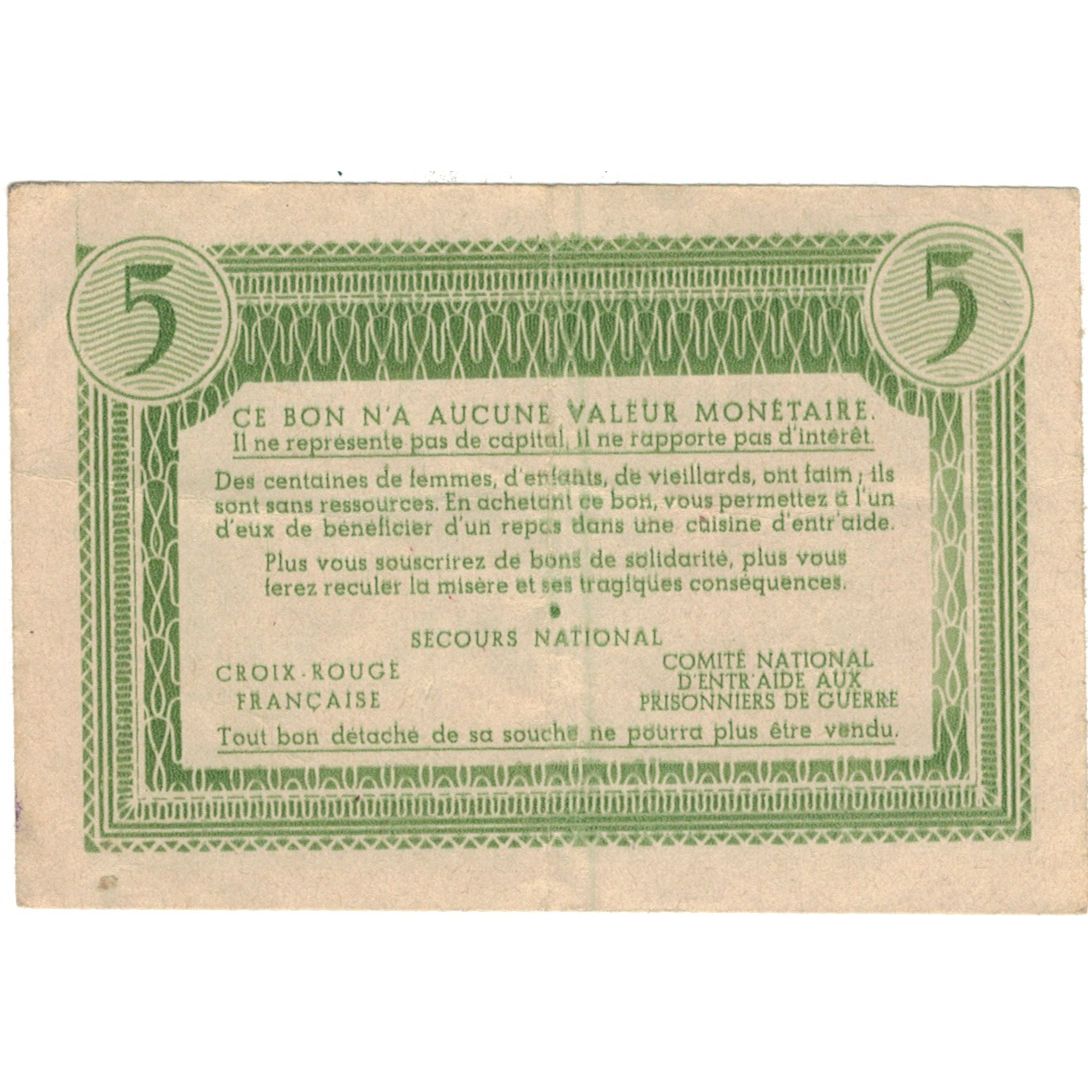 5 5
CE BON N'A AUCUNE VALEUR MONÉTAIRE.
Il ne représente pas de capital, il ne rapporte pas d'intérêt.
Des centaines de femmes, d'enfants, de vieillards, ont faim ; ils
sont sans ressources. En achetant ce bon, vous permettez à l'un
d'eux de bénéficier d'un repas dans une cuisine d'entr'aide.
Plus vous souscrirez de bons de solidarité, plus vous
ferez reculer la misère et ses tragiques conséquences.
SECOURS NATIONAL
CROIX-ROUGE
FRANÇAISE
COMITÉ NATIONAL
D'ENTR'AIDE AUX
PRISONNIERS DE GUERRE
Tout bon détaché de sa souche ne pourra plus être vendu.